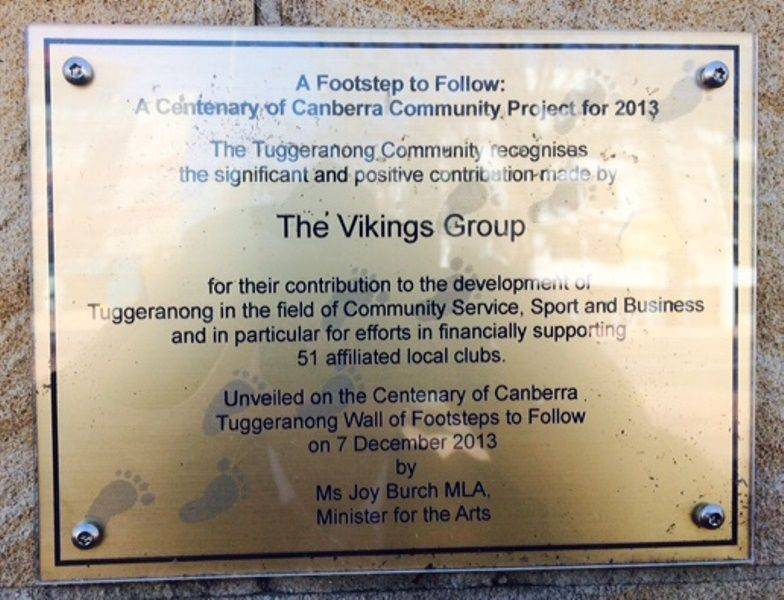 A Footstep to Follow:
A Centenary of Canberra Community Project for 2013
The Tuggeranong Community recognises
the significant and positive contribution made by
The Vikings Group
for their contribution to the development of
Tuggeranong in the field of Community Service, Sport and Business
and in particular for efforts in financially supporting
51 affiliated local clubs.
Unveiled on the Centenary of Canberra
Tuggeranong Wall of Footsteps to Follow
on 7 December 2013
by
Ms Joy Burch MLA,
Minister for the Arts